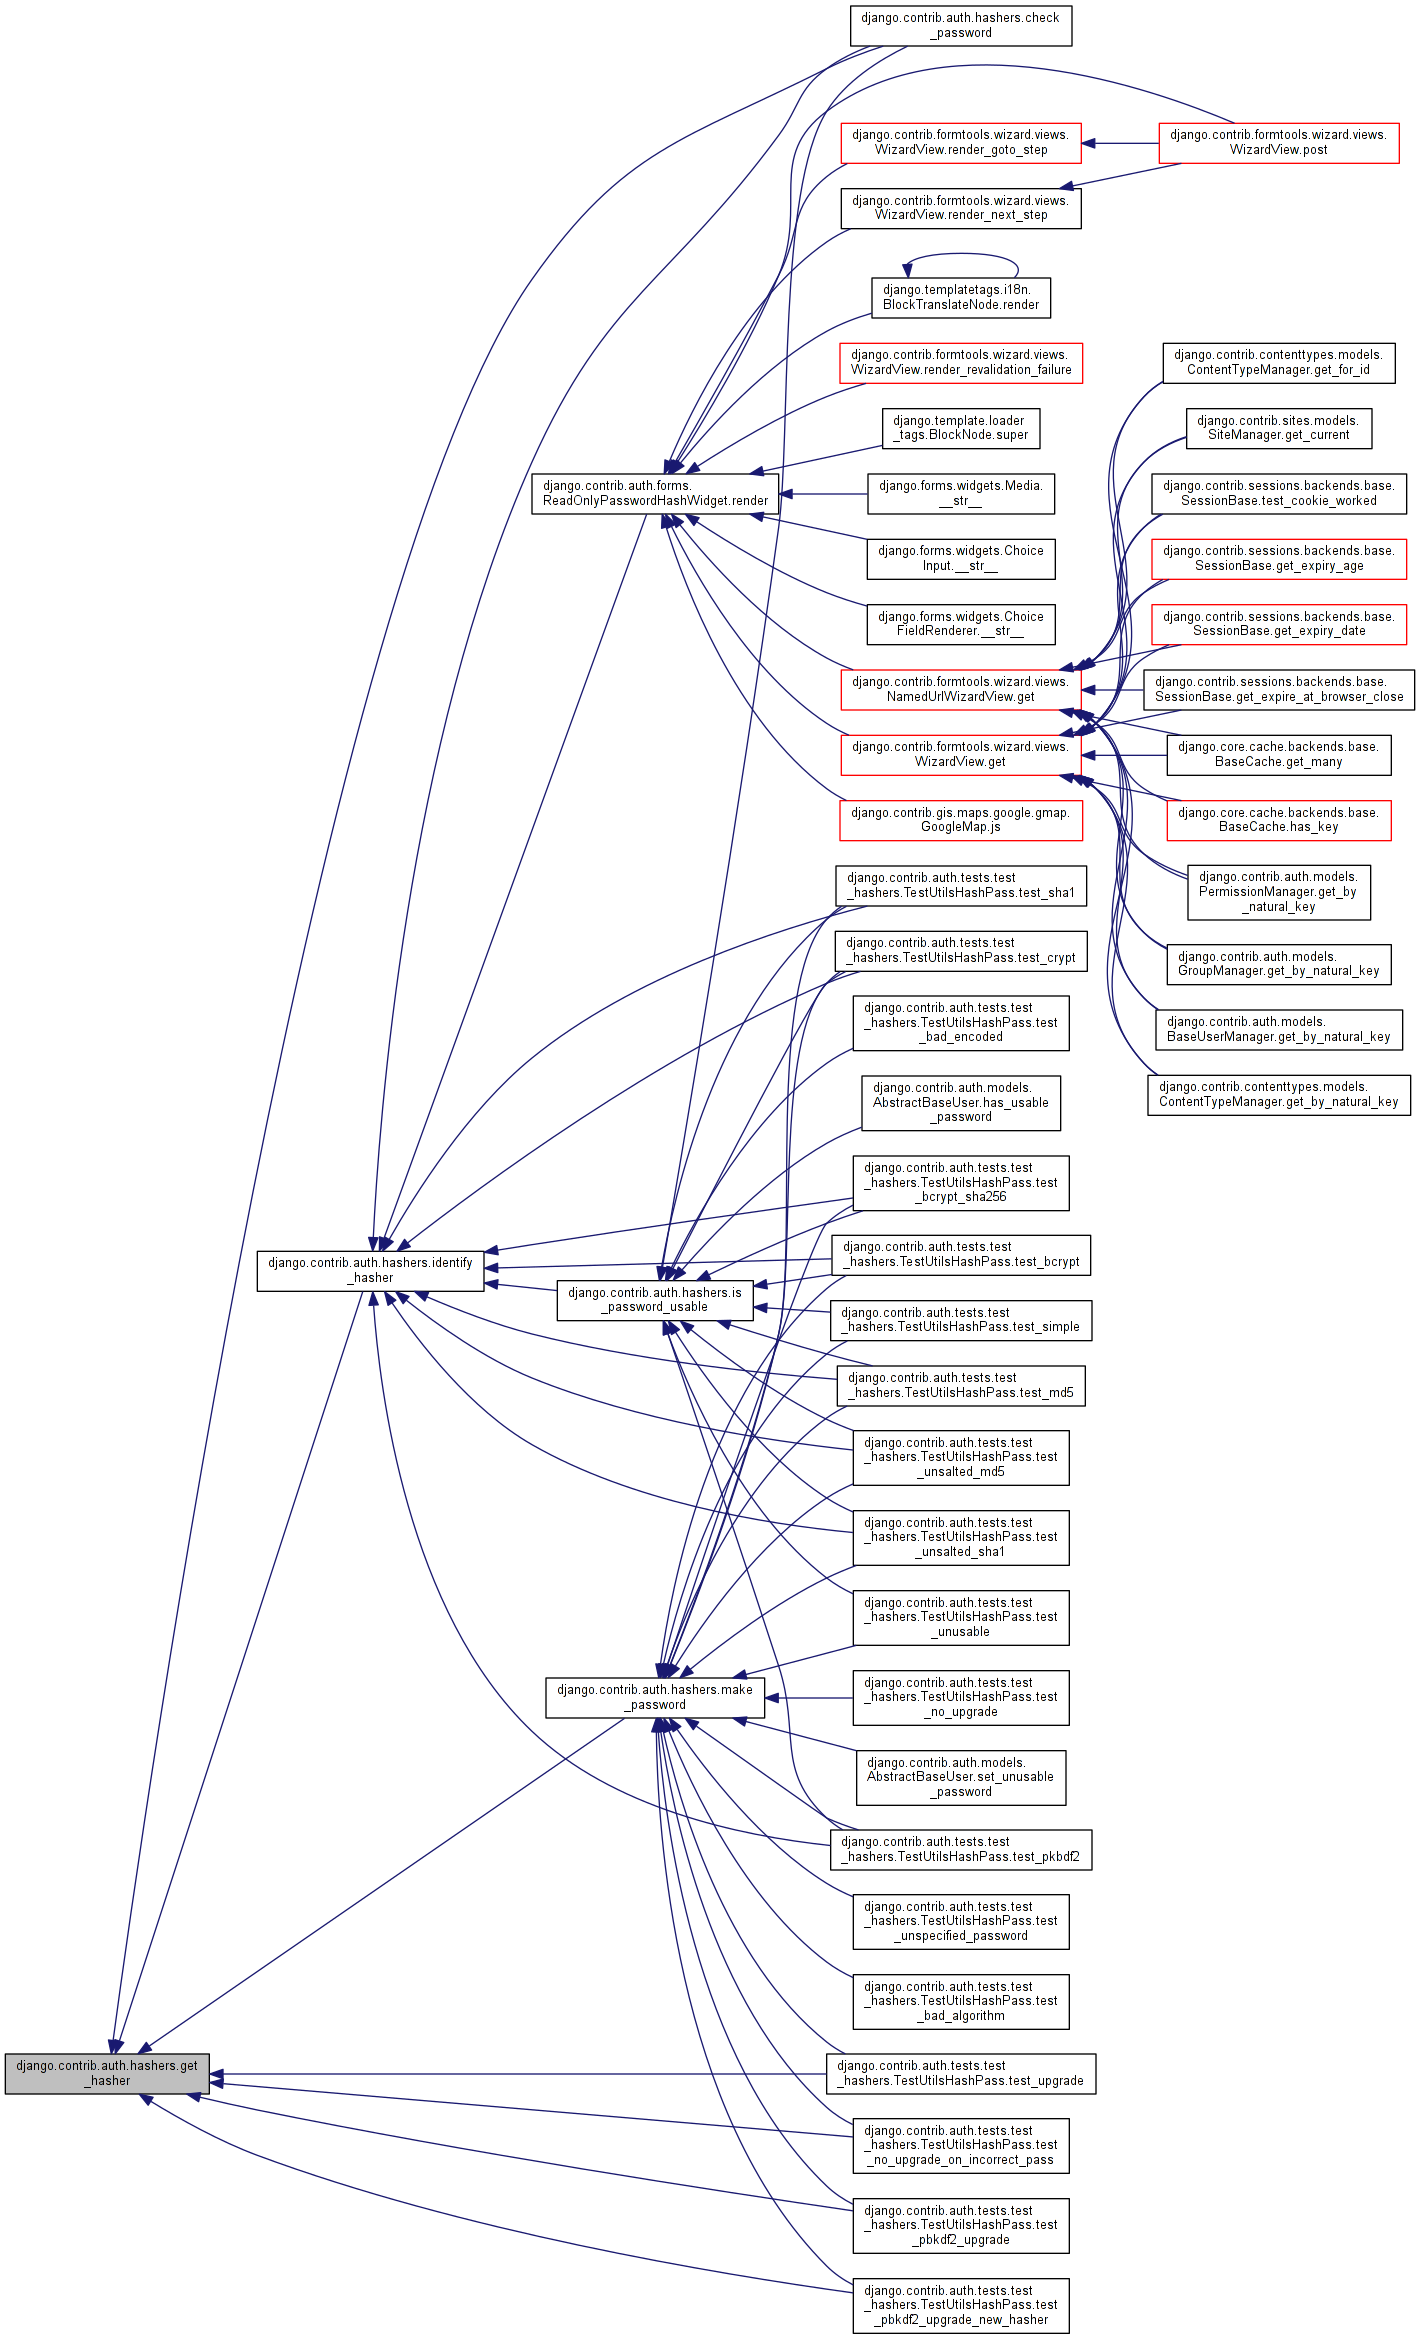 django.contrib.auth.hashers.check
_password
django.contrib.formtools.wizard.views.
WizardView.render_goto_step
django.contrib.formtools.wizard.views.
WizardView.post
django.contrib.formtools.wizard.views.
WizardView.render_next_step
django.templatetags.i18n.
BlockTranslateNode.render
django.contrib.formtools.wizard.views.
WizardView.render_revalidation_failure
django.contrib.contenttypes.models.
ContentTypeManager.get_for_id
django.template.loader
_tags.BlockNode.super
django.contrib.sites.models.
SiteManager.get_current
django.contrib.auth.forms.
ReadOnlyPasswordHashWidget.render
django.forms.widgets.Media.
__str__
django.contrib.sessions.backends.base.
SessionBase.test_cookie_worked
django.forms.widgets.Choice
Input.__str__
django.contrib.sessions.backends.base.
SessionBase.get_expiry_age
django.forms.widgets.Choice
FieldRenderer.__str__
django.contrib.sessions.backends.base.
SessionBase.get_expiry_date
django.contrib.formtools.wizard.views.
NamedUrlWizardView.get
django.contrib.sessions.backends.base.
SessionBase.get_expire_at_browser_close
django.contrib.formtools.wizard.views.
WizardView.get
django.core.cache.backends.base.
BaseCache.get_many
django.contrib.gis.maps.google.gmap.
GoogleMap.js
django.core.cache.backends.base.
BaseCache.has_key
django.contrib.auth.tests.test
_hashers.TestUtilsHashPass.test_sha1
django.contrib.auth.models.
PermissionManager.get_by
_natural_key
django.contrib.auth.tests.test
_hashers.TestUtilsHashPass.test_crypt
django.contrib.auth.models.
GroupManager.get_by_natural_key
django.contrib.auth.tests.test
_hashers.TestUtilsHashPass.test
_bad_encoded
django.contrib.auth.models.
BaseUserManager.get_by_natural_key
django.contrib.auth.models.
AbstractBaseUser.has_usable
_password
django.contrib.contenttypes.models.
ContentTypeManager.get_by_natural_key
django.contrib.auth.tests.test
_hashers.TestUtilsHashPass.test
_bcrypt_sha256
django.contrib.auth.hashers.identify
_hasher
django.contrib.auth.tests.test
_hashers.TestUtilsHashPass.test_bcrypt
django.contrib.auth.hashers.is
_password_usable
django.contrib.auth.tests.test
_hashers.TestUtilsHashPass.test_simple
django.contrib.auth.tests.test
_hashers.TestUtilsHashPass.test_md5
django.contrib.auth.tests.test
_hashers.TestUtilsHashPass.test
_unsalted_md5
django.contrib.auth.tests.test
_hashers.TestUtilsHashPass.test
_unsalted_sha1
django.contrib.auth.tests.test
_hashers.TestUtilsHashPass.test
_unusable
django.contrib.auth.hashers.make
_password
django.contrib.auth.tests.test
_hashers.TestUtilsHashPass.test
_no_upgrade
django.contrib.auth.models.
AbstractBaseUser.set_unusable
_password
django.contrib.auth.tests.test
_hashers.TestUtilsHashPass.test_pkbdf2
django.contrib.auth.tests.test
_hashers.TestUtilsHashPass.test
_unspecified_password
django.contrib.auth.tests.test
_hashers.TestUtilsHashPass.test
_bad_algorithm
django.contrib.auth.hashers.get
_hasher
django.contrib.auth.tests.test
_hashers.TestUtilsHashPass.test_upgrade
django.contrib.auth.tests.test
_hashers.TestUtilsHashPass.test
_no_upgrade_on_incorrect_pass
django.contrib.auth.tests.test
_hashers.TestUtilsHashPass.test
_pbkdf2_upgrade
django.contrib.auth.tests.test
_hashers.TestUtilsHashPass.test
_pbkdf2_upgrade_new_hasher